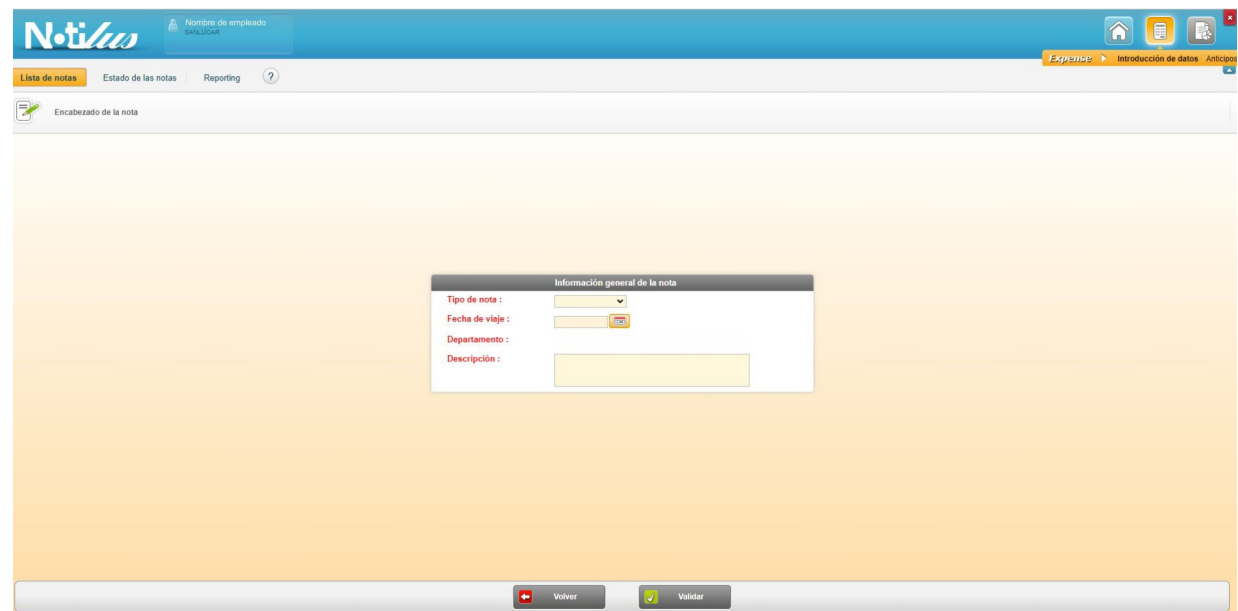 Notilus
Nombre de empleado
SANLUCAR
Expense Introducción de datos Anticipos
Lista de notas Estado de las notas Reporting ?
Encabezado de la nota
Información general de la nota
Tipo de nota :
Fecha de viaje :
Departamento :
Descripción :
Volver Validar